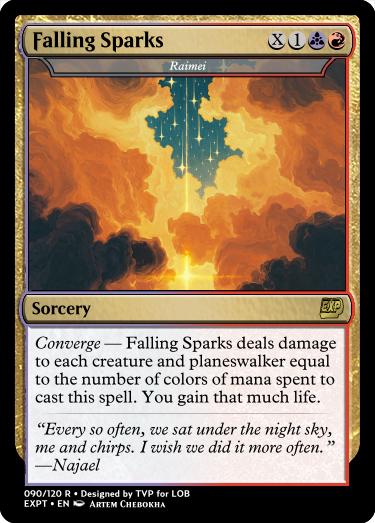 Falling Sparks X 1
Raimei
Sorcery EXP
Converge — Falling Sparks deals damage
to each creature and planeswalker equal
to the number of colors of mana spent to
cast this spell. You gain that much life.
“Every so often, we sat under the night sky,
me and chirps. I wish we did it more often.”
—Najael
090/120 R • Designed by TVP for LOB
EXPT • EN Artem Chebokha